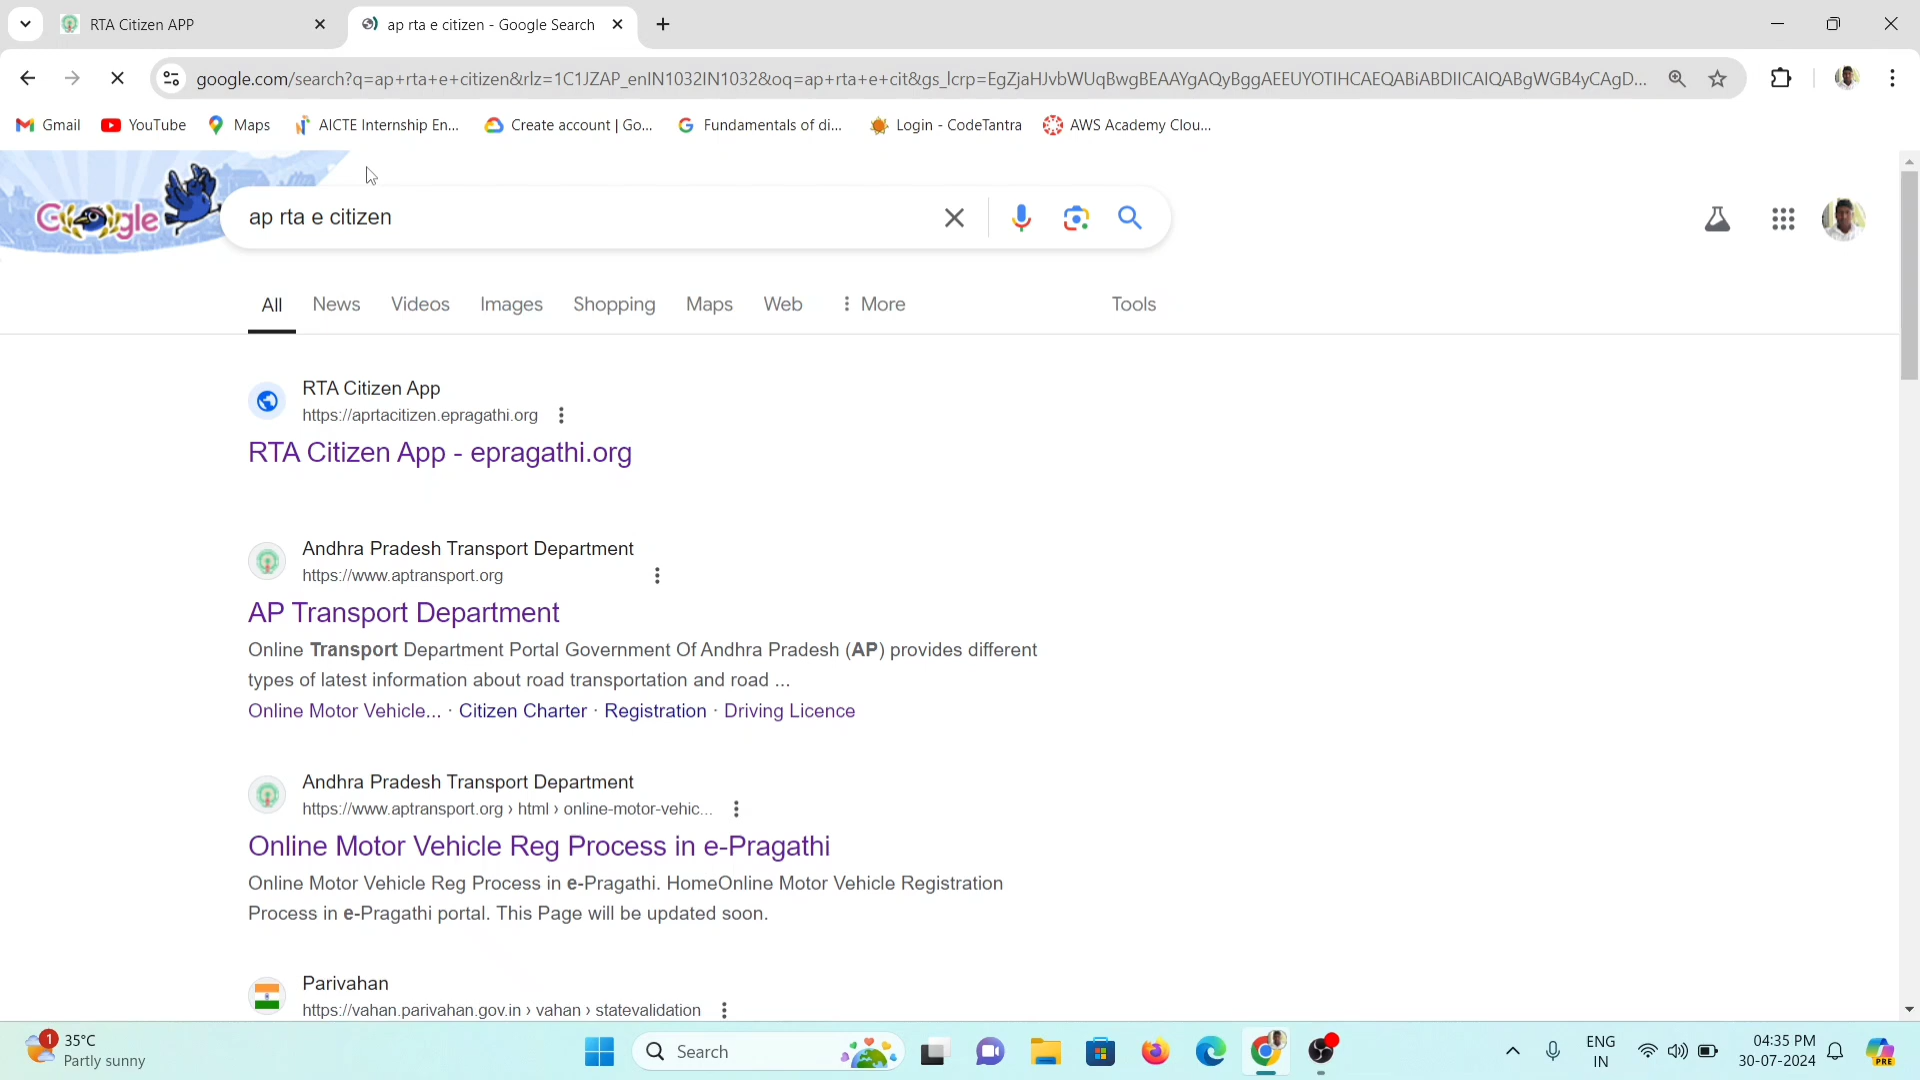 RTA Citizen APP
ap rta e citizen - Google Search
google.com/search?q=ap+rta+e+citizen&rlz=1C1JZAP_enIN1032IN1032&oq=ap+rta+e+cit&gs_lcrp=EgZjaHJvbWUqBwgBEAAYgAQyBggAEEUYOTIHCAEQABiABDIICAIQABgWGB4yCAgD...
Gmail
YouTube
Maps
AICTE Internship En...
Create account | Go...
Fundamentals of di...
Login - CodeTantra
AWS Academy Clou...
Google
ap rta e citizen
All
News
Videos
Images
Shopping
Maps
Web
More
Tools
RTA Citizen App
https://aprtacitizen.epragathi.org
RTA Citizen App - epragathi.org
Andhra Pradesh Transport Department
https://www.aptransport.org
AP Transport Department
Online Transport Department Portal Government Of Andhra Pradesh (AP) provides different
types of latest information about road transportation and road ...
Online Motor Vehicle... · Citizen Charter · Registration · Driving Licence
Andhra Pradesh Transport Department
https://www.aptransport.org › html › online-motor-vehic...
Online Motor Vehicle Reg Process in e-Pragathi
Online Motor Vehicle Reg Process in e-Pragathi. HomeOnline Motor Vehicle Registration
Process in e-Pragathi portal. This Page will be updated soon.
Parivahan
https://vahan.parivahan.gov.in › vahan › statevalidation
1
35°C
Partly sunny
Search
ENG
IN
04:35 PM
30-07-2024
PRE